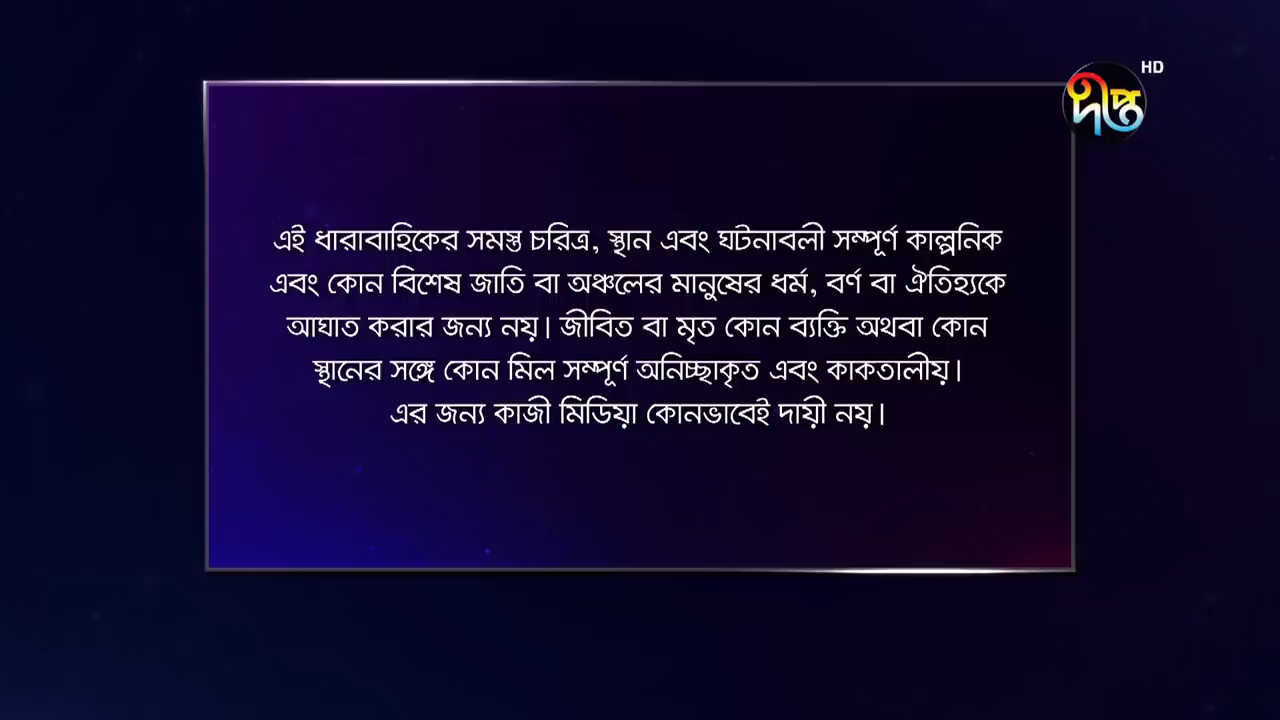 HD
দীপ্ত
এই ধারাবাহিকের সমস্ত চরিত্র, স্থান এবং ঘটনাবলী সম্পূর্ণ কাল্পনিক
এবং কোন বিশেষ জাতি বা অঞ্চলের মানুষের ধর্ম, বর্ণ বা ঐতিহ্যকে
আঘাত করার জন্য নয়। জীবিত বা মৃত কোন ব্যক্তি অথবা কোন
স্থানের সঙ্গে কোন মিল সম্পূর্ণ অনিচ্ছাকৃত এবং কাকতালীয়।
এর জন্য কাজী মিডিয়া কোনভাবেই দায়ী নয়।